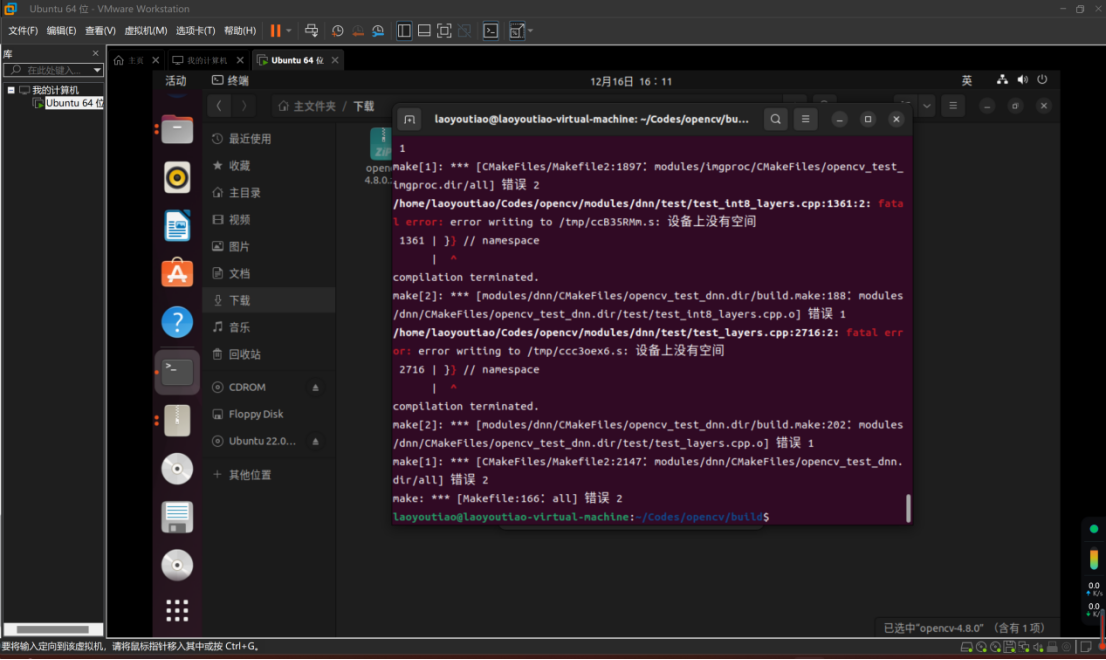 Ubuntu 64 位 - VMware Workstation
文件(F) 编辑(E) 查看(V) 虚拟机(M) 选项卡(T) 帮助(H)
库
在此处键入...
我的计算机
Ubuntu 64 位
主页 我的计算机 Ubuntu 64 位
活动 终端 12月16日 16：11 英
主文件夹 / 下载
最近使用
收藏
主目录
视频
图片
文档
下载
音乐
回收站
CDROM
Floppy Disk
Ubuntu 22.0...
其他位置
ZIP
open
4.8.0.
laoyoutiao@laoyoutiao-virtual-machine: ~/Codes/opencv/bu...
1
make[1]: *** [CMakeFiles/Makefile2:1897：modules/imgproc/CMakeFiles/opencv_test_
imgproc.dir/all] 错误 2
/home/laoyoutiao/Codes/opencv/modules/dnn/test/test_int8_layers.cpp:1361:2: fata
l error: error writing to /tmp/ccB35RMm.s: 设备上没有空间
1361 | }} // namespace
| ^
compilation terminated.
make[2]: *** [modules/dnn/CMakeFiles/opencv_test_dnn.dir/build.make:188：modules
/dnn/CMakeFiles/opencv_test_dnn.dir/test/test_int8_layers.cpp.o] 错误 1
/home/laoyoutiao/Codes/opencv/modules/dnn/test/test_layers.cpp:2716:2: fatal err
or: error writing to /tmp/ccc3oex6.s: 设备上没有空间
2716 | }} // namespace
| ^
compilation terminated.
make[2]: *** [modules/dnn/CMakeFiles/opencv_test_dnn.dir/build.make:202：modules
/dnn/CMakeFiles/opencv_test_dnn.dir/test/test_layers.cpp.o] 错误 1
make[1]: *** [CMakeFiles/Makefile2:2147：modules/dnn/CMakeFiles/opencv_test_dnn.
dir/all] 错误 2
make: *** [Makefile:166：all] 错误 2
laoyoutiao@laoyoutiao-virtual-machine:~/Codes/opencv/build$
已选中"opencv-4.8.0" （含有 1 项）
0.0
K/s
0.0
K/
要将输入定向到该虚拟机，请将鼠标指针移入其中或按 Ctrl+G。